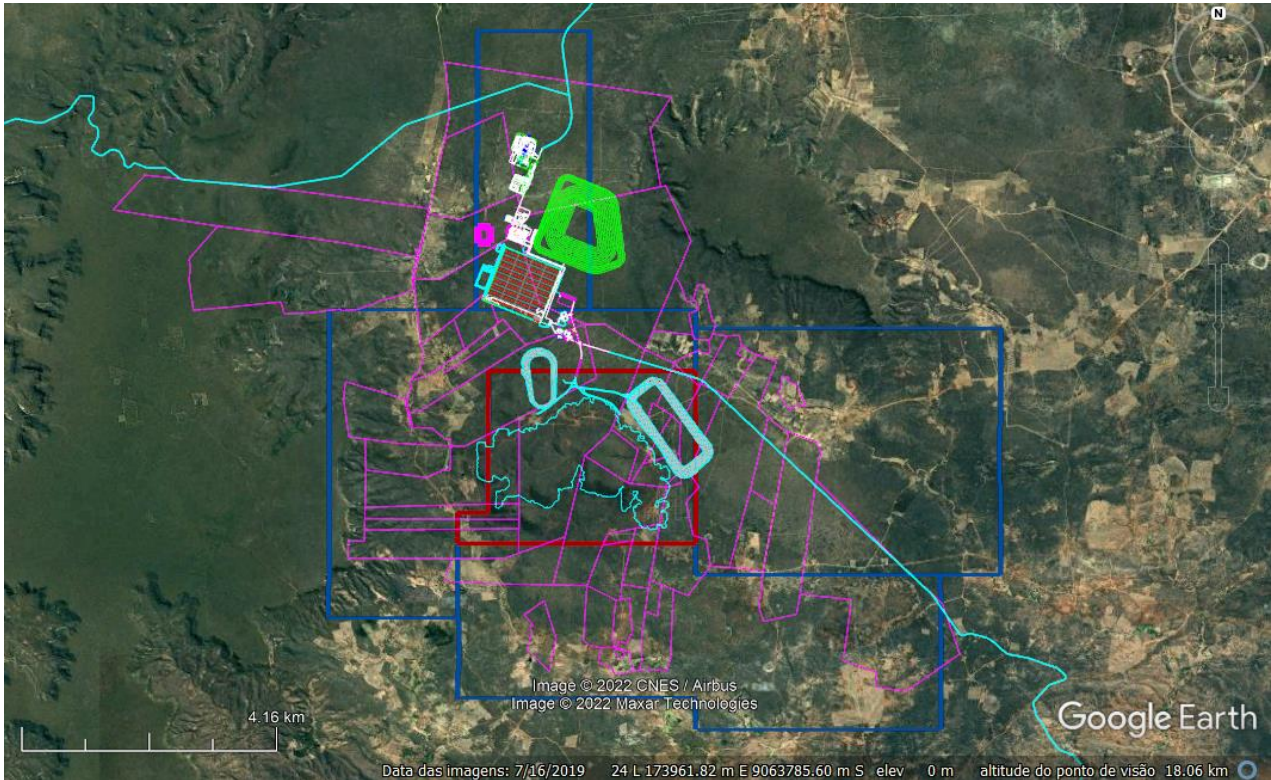 N
Image © 2022 CNES / Airbus
Image © 2022 Maxar Technologies
4.16 km
Google Earth
Data das imagens: 7/16/2019 24 L 173961.82 m E 9063785.60 m S elev 0 m altitude do ponto de visão 18.06 km